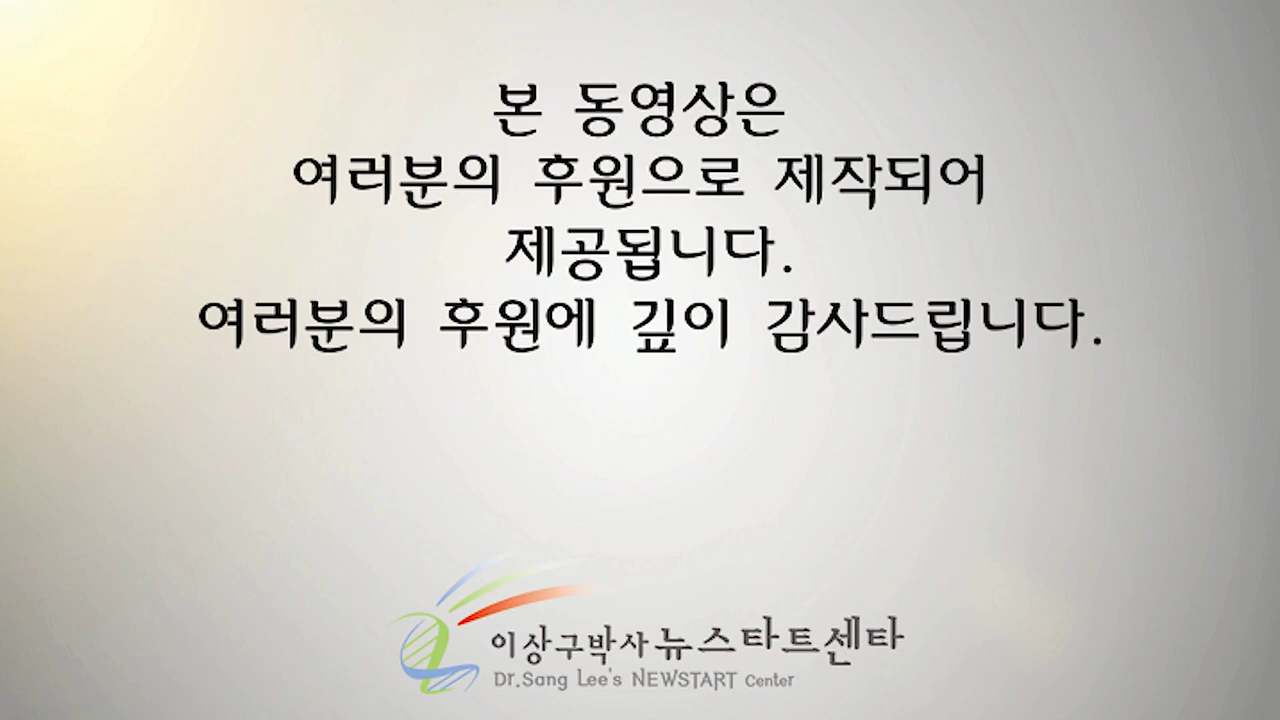 본 동영상은
여러분의 후원으로 제작되어
제공됩니다.
여러분의 후원에 깊이 감사드립니다.
이상구박사뉴스타트센타
Dr.Sang Lee's NEWSTART Center